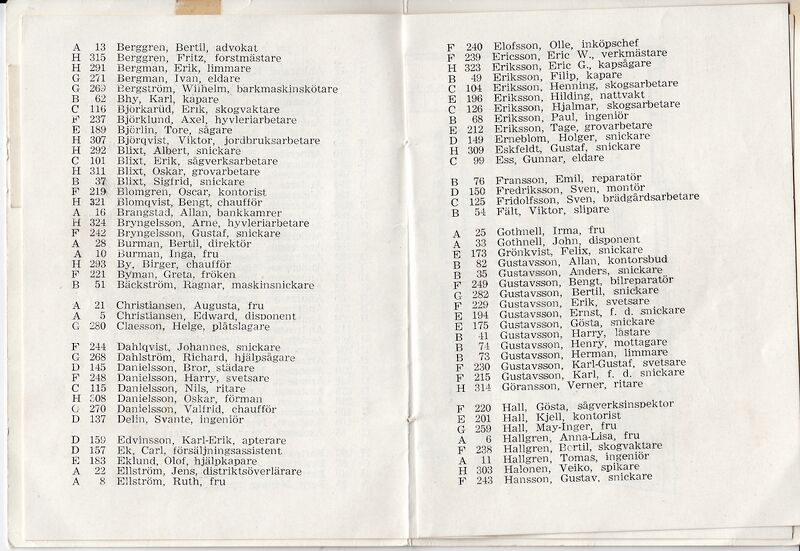 A 13 Berggren, Bertil, advokat
H 315 Berggren, Fritz, forstmästare
H 291 Bergman, Erik, limmare
G 271 Bergman, Ivan, eldare
G 269 Bergström, Wilhelm, barkmaskinskötare
B 62 Bhy, Karl, kapare
C 116 Björkarüd, Erik, skogvaktare
F 237 Björklund, Axel, hyvleriarbetare
E 189 Björlin, Tore, sågare
H 307 Björqvist, Viktor, jordbruksarbetare
H 292 Blixt, Albert, snickare
C 101 Blixt, Erik, sågverksarbetare
H 311 Blixt, Oskar, grovarbetare
B 37 Blixt, Sigfrid, snickare
F 219 Blomgren, Oscar, kontorist
H 321 Blomqvist, Bengt, chaufför
A 16 Brangstad, Allan, bankkamrer
H 324 Bryngelsson, Arne, hyvleriarbetare
F 242 Bryngelsson, Gustaf, snickare
A 28 Burman, Bertil, direktör
A 10 Burman, Inga, fru
H 293 By, Birger, chaufför
F 221 Byman, Greta, fröken
B 51 Bäckström, Ragnar, maskinsnickare
A 21 Christiansen, Augusta, fru
A 5 Christiansen, Edward, disponent
G 280 Claesson, Helge, plåtslagare
F 244 Dahlqvist, Johannes, snickare
G 268 Dahlström, Richard, hjälpsågare
D 145 Danielsson, Bror, städare
F 248 Danielsson, Harry, svetsare
C 115 Danielsson, Nils, ritare
H 308 Danielsson, Oskar, förman
G 270 Danielsson, Valfrid, chaufför
D 137 Delin, Svante, ingeniör
D 159 Edvinsson, Karl-Erik, apterare
D 157 Ek, Carl, försäljningsassistent
E 183 Eklund, Olof, hjälpkapare
A 22 Ellström, Jens, distriktsöverlärare
A 8 Ellström, Ruth, fru
F 240 Elofsson, Olle, inköpschef
F 239 Ericsson, Eric W., verkmästare
H 323 Eriksson, Eric G., kapsågare
B 49 Eriksson, Filip, kapare
C 104 Eriksson, Henning, skogsarbetare
E 196 Eriksson, Hilding, nattvakt
C 126 Eriksson, Hjalmar, skogsarbetare
B 68 Eriksson, Paul, ingeniör
E 212 Eriksson, Tage, grovarbetare
D 149 Erneblom, Holger, snickare
H 309 Eskfeldt, Gustaf, snickare
C 99 Ess, Gunnar, eldare
B 76 Fransson, Emil, reparatör
D 150 Fredriksson, Sven, montör
C 125 Fridolfsson, Sven, brädgårdsarbetare
B 54 Fält, Viktor, slipare
A 25 Gothnell, Irma, fru
A 33 Gothnell, John, disponent
E 173 Grönkvist, Felix, snickare
B 82 Gustavsson, Allan, kontorsbud
B 35 Gustavsson, Anders, snickare
F 249 Gustavsson, Bengt, bilreparatör
G 282 Gustavsson, Bertil, snickare
F 229 Gustavsson, Erik, svetsare
E 194 Gustavsson, Ernst, f. d. snickare
E 175 Gustavsson, Gösta, snickare
B 41 Gustavsson, Harry, lastare
B 74 Gustavsson, Henry, mottagare
B 73 Gustavsson, Herman, limmare
F 230 Gustavsson, Karl-Gustaf, svetsare
F 215 Gustavsson, Karl, f. d. snickare
H 314 Göransson, Verner, ritare
F 220 Hall, Gösta, sågverksinspektor
E 201 Hall, Kjell, kontorist
G 259 Hall, May-Inger, fru
A 6 Hallgren, Anna-Lisa, fru
F 238 Hallgren, Bertil, skogvaktare
A 11 Hallgren, Tomas, ingeniör
H 303 Halonen, Veiko, spikare
F 243 Hansson, Gustav, snickare